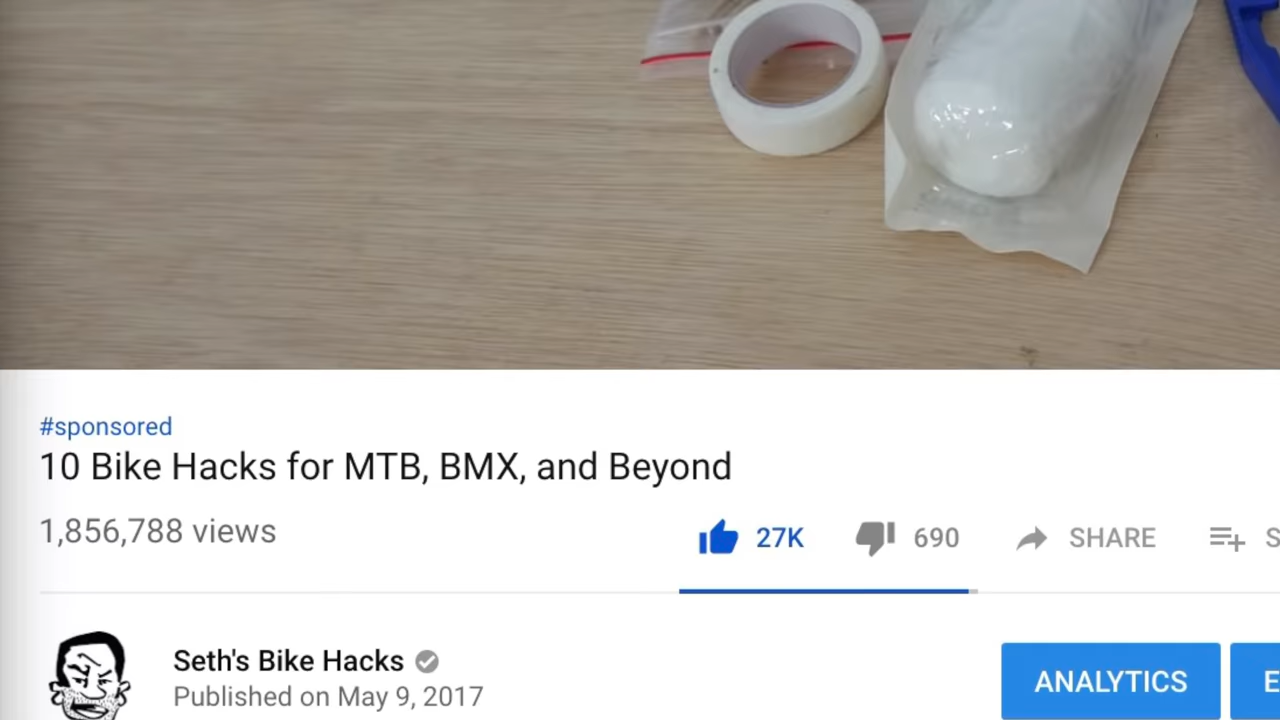 #sponsored
10 Bike Hacks for MTB, BMX, and Beyond
1,856,788 views
27K
690
SHARE
Seth's Bike Hacks
Published on May 9, 2017
ANALYTICS